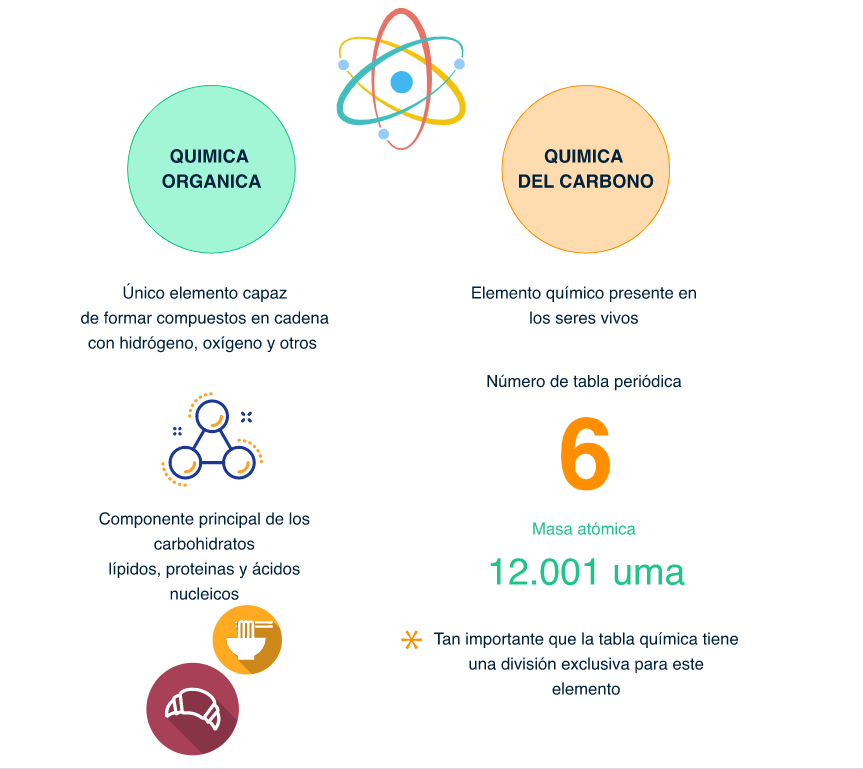 QUIMICA
ORGANICA
Único elemento capaz
de formar compuestos en cadena
con hidrógeno, oxígeno y otros
Componente principal de los
carbohidratos
lípidos, proteinas y ácidos
nucleicos
QUIMICA
DEL CARBONO
Elemento químico presente en
los seres vivos
Número de tabla periódica
6
Masa atómica
12.001 uma
Tan importante que la tabla química tiene
una división exclusiva para este
elemento